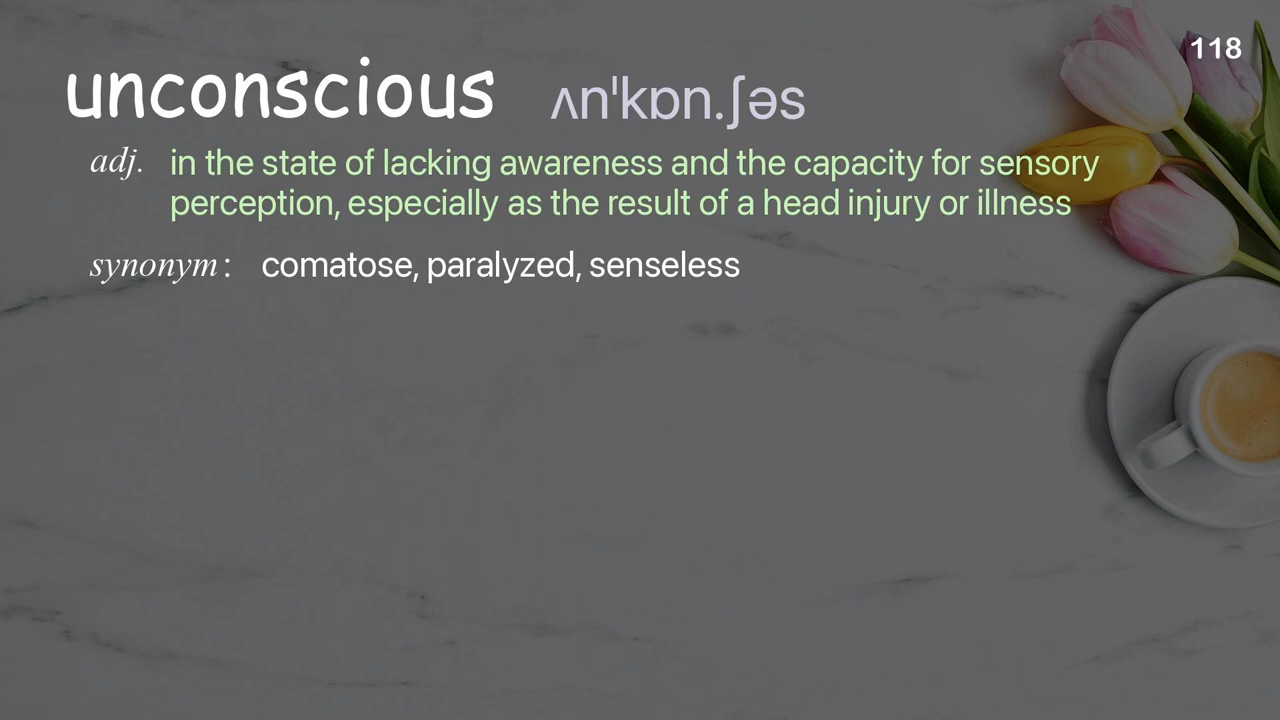 118
unconscious ʌnˈkɒn.ʃəs
adj. in the state of lacking awareness and the capacity for sensory
perception, especially as the result of a head injury or illness
synonym : comatose, paralyzed, senseless